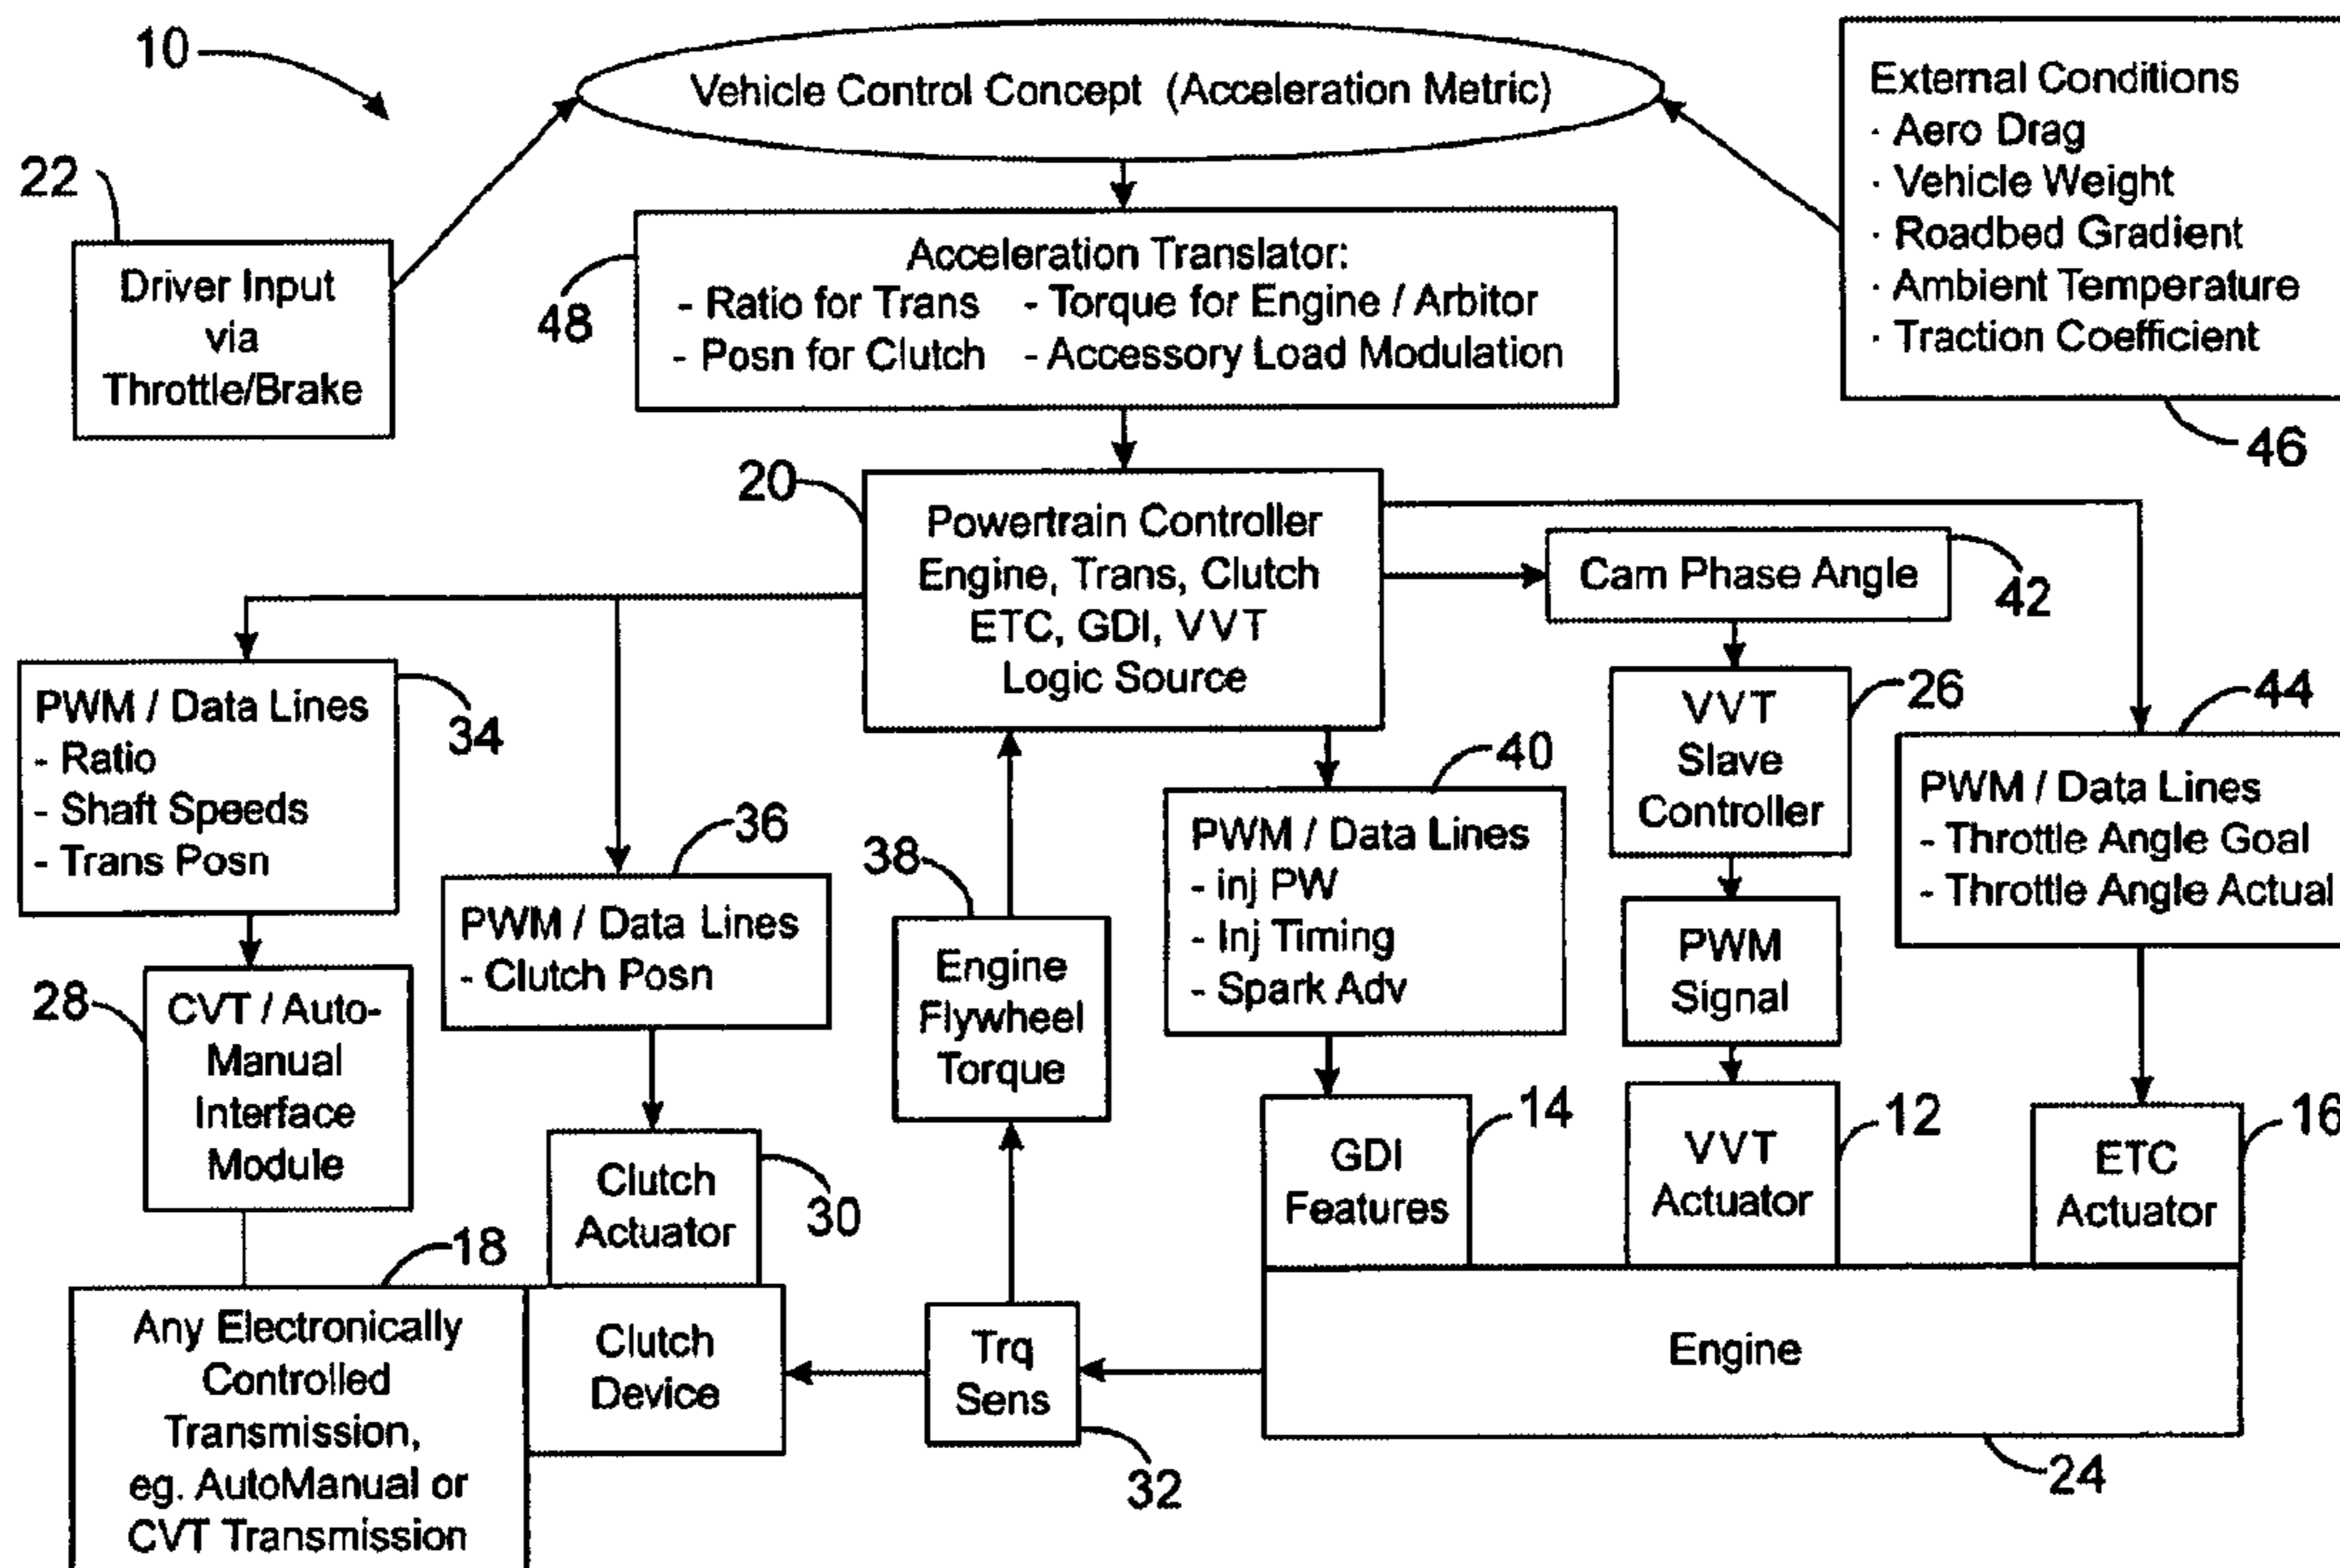 10
Vehicle Control Concept (Acceleration Metric)
External Conditions
· Aero Drag
· Vehicle Weight
· Roadbed Gradient
· Ambient Temperature
· Traction Coefficient
46
22
Driver Input
via
Throttle/Brake
48
Acceleration Translator:
- Ratio for Trans - Torque for Engine / Arbitor
- Posn for Clutch - Accessory Load Modulation
20
Powertrain Controller
Engine, Trans, Clutch
ETC, GDI, VVT
Logic Source
Cam Phase Angle
42
PWM / Data Lines
- Ratio
- Shaft Speeds
- Trans Posn
34
36
PWM / Data Lines
- Clutch Posn
38
Engine
Flywheel
Torque
40
PWM / Data Lines
- inj PW
- Inj Timing
- Spark Adv
VVT
Slave
Controller
26
PWM
Signal
44
PWM / Data Lines
- Throttle Angle Goal
- Throttle Angle Actual
28
CVT / Auto-
Manual
Interface
Module
Clutch
Actuator
30
GDI
Features
14
VVT
Actuator
12
ETC
Actuator
16
18
Any Electronically
Controlled
Transmission,
eg. AutoManual or
CVT Transmission
Clutch
Device
Trq
Sens
32
Engine
24